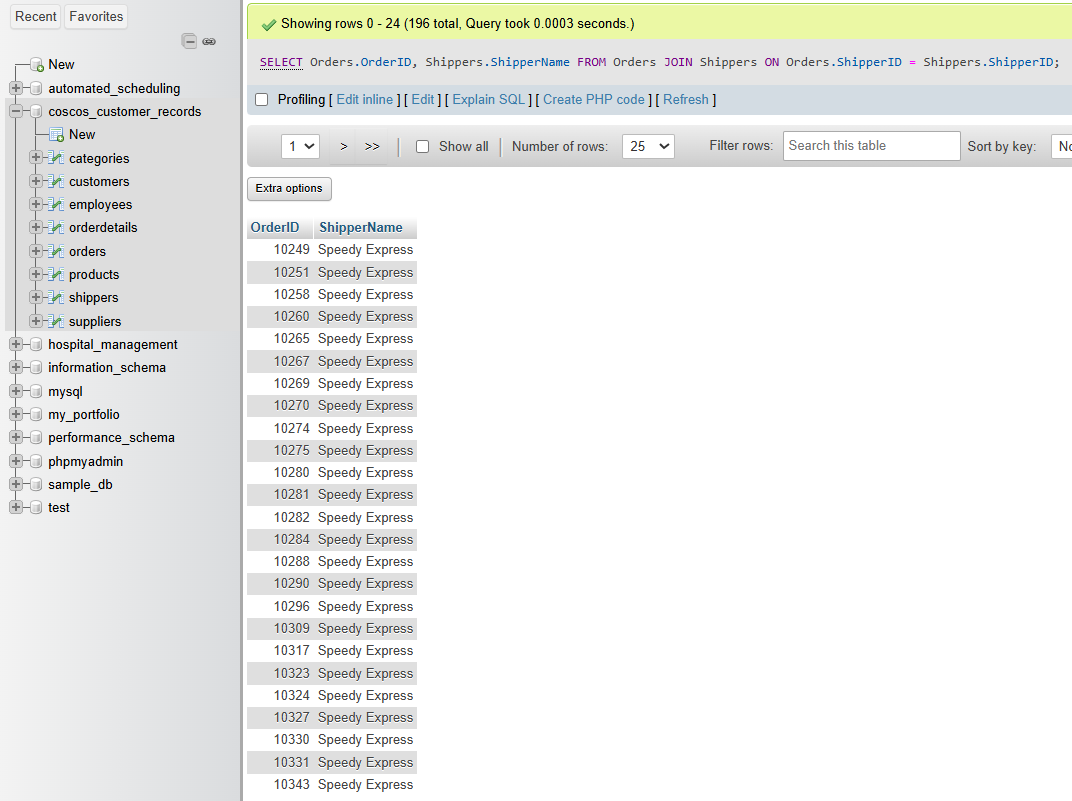 Recent Favorites
New
automated_scheduling
coscos_customer_records
New
categories
customers
employees
orderdetails
orders
products
shippers
suppliers
hospital_management
information_schema
mysql
my_portfolio
performance_schema
phpmyadmin
sample_db
test
Showing rows 0 - 24 (196 total, Query took 0.0003 seconds.)
SELECT Orders.OrderID, Shippers.ShipperName FROM Orders JOIN Shippers ON Orders.ShipperID = Shippers.ShipperID;
Profiling [ Edit inline ] [ Edit ] [ Explain SQL ] [ Create PHP code ] [ Refresh ]
1 > >> Show all Number of rows: 25 Filter rows: Search this table Sort by key: No
Extra options
OrderID ShipperName
10249 Speedy Express
10251 Speedy Express
10258 Speedy Express
10260 Speedy Express
10265 Speedy Express
10267 Speedy Express
10269 Speedy Express
10270 Speedy Express
10274 Speedy Express
10275 Speedy Express
10280 Speedy Express
10281 Speedy Express
10282 Speedy Express
10284 Speedy Express
10288 Speedy Express
10290 Speedy Express
10296 Speedy Express
10309 Speedy Express
10317 Speedy Express
10323 Speedy Express
10324 Speedy Express
10327 Speedy Express
10330 Speedy Express
10331 Speedy Express
10343 Speedy Express